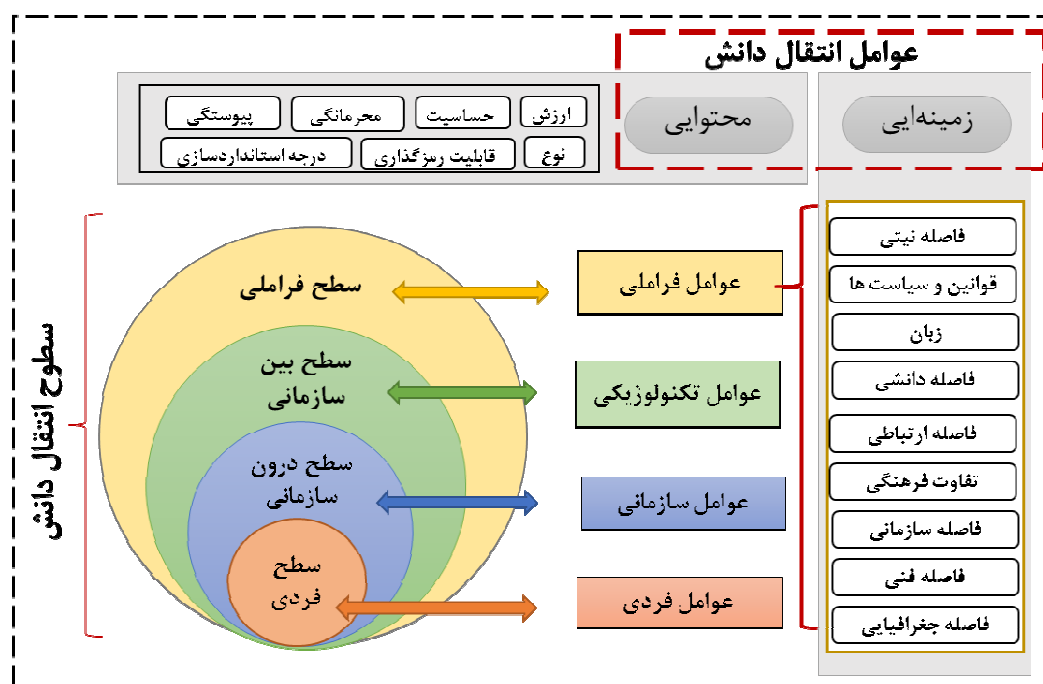 عوامل انتقال دانش
زمینه‌ایی
محتوایی
ارزش
حساسیت
محرمانگی
پیوستگی
نوع
قابلیت رمزگذاری
درجه استانداردسازی
فاصله نیتی
قوانین و سیاست ها
زبان
فاصله دانشی
فاصله ارتباطی
تفاوت فرهنگی
فاصله سازمانی
فاصله فنی
فاصله جغرافیایی
عوامل فراملی
عوامل تکنولوزیکی
عوامل سازمانی
عوامل فردی
سطح فراملی
سطح بین
سازمانی
سطح درون
سازمانی
سطح
فردی
سطوح انتقال دانش